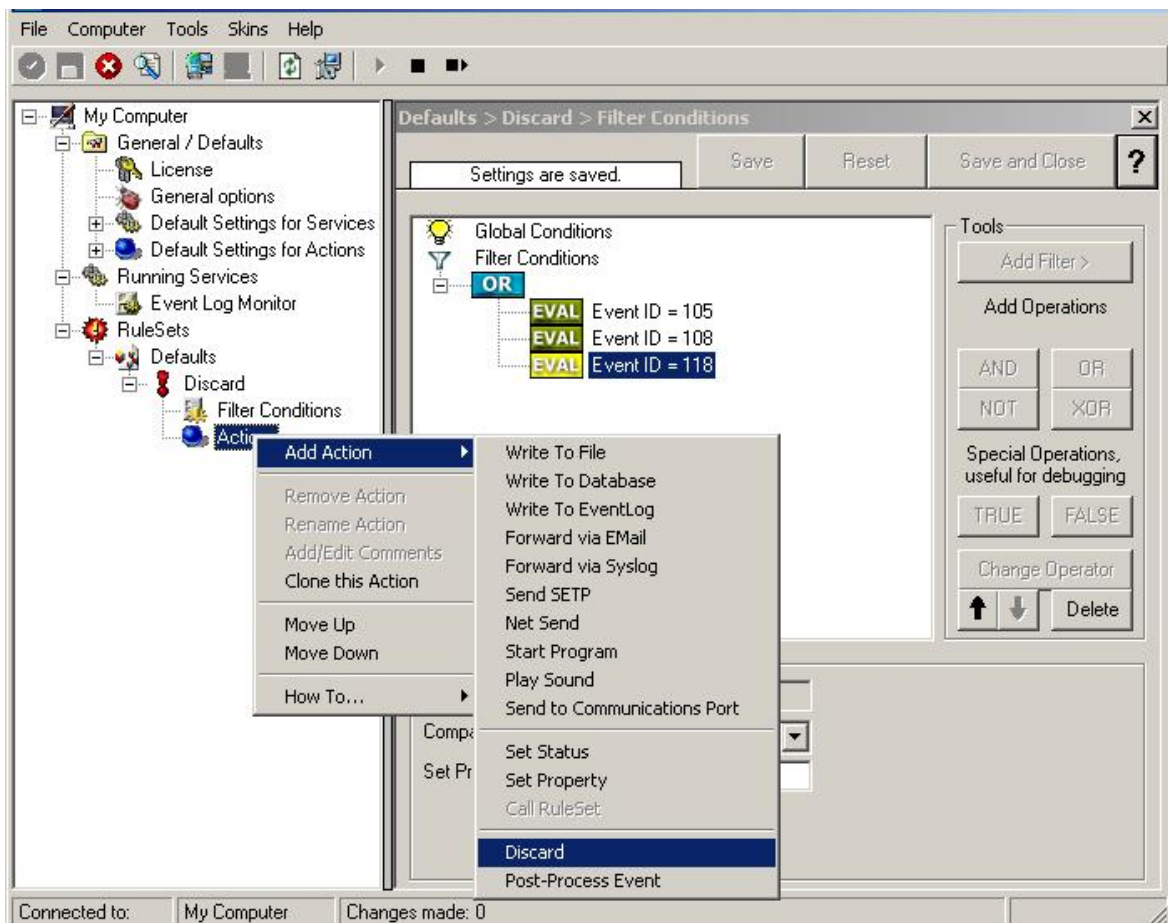 File Computer Tools Skins Help
My Computer
General / Defaults
License
General options
Default Settings for Services
Default Settings for Actions
Running Services
Event Log Monitor
RuleSets
Defaults
Discard
Filter Conditions
Defaults > Discard > Filter Conditions
Settings are saved.
Save
Reset
Save and Close
?
Global Conditions
Filter Conditions
OR
EVAL Event ID = 105
EVAL Event ID = 108
EVAL Event ID = 118
Tools
Add Filter >
Add Operations
AND
OR
NOT
XOR
Special Operations,
useful for debugging
TRUE
FALSE
Change Operator
Delete
Add Action
Remove Action
Rename Action
Add/Edit Comments
Clone this Action
Move Up
Move Down
How To...
Write To File
Write To Database
Write To EventLog
Forward via EMail
Forward via Syslog
Send SETP
Net Send
Start Program
Play Sound
Send to Communications Port
Set Status
Set Property
Call RuleSet
Discard
Post-Process Event
Set Pr
Connected to:
My Computer
Changes made: 0